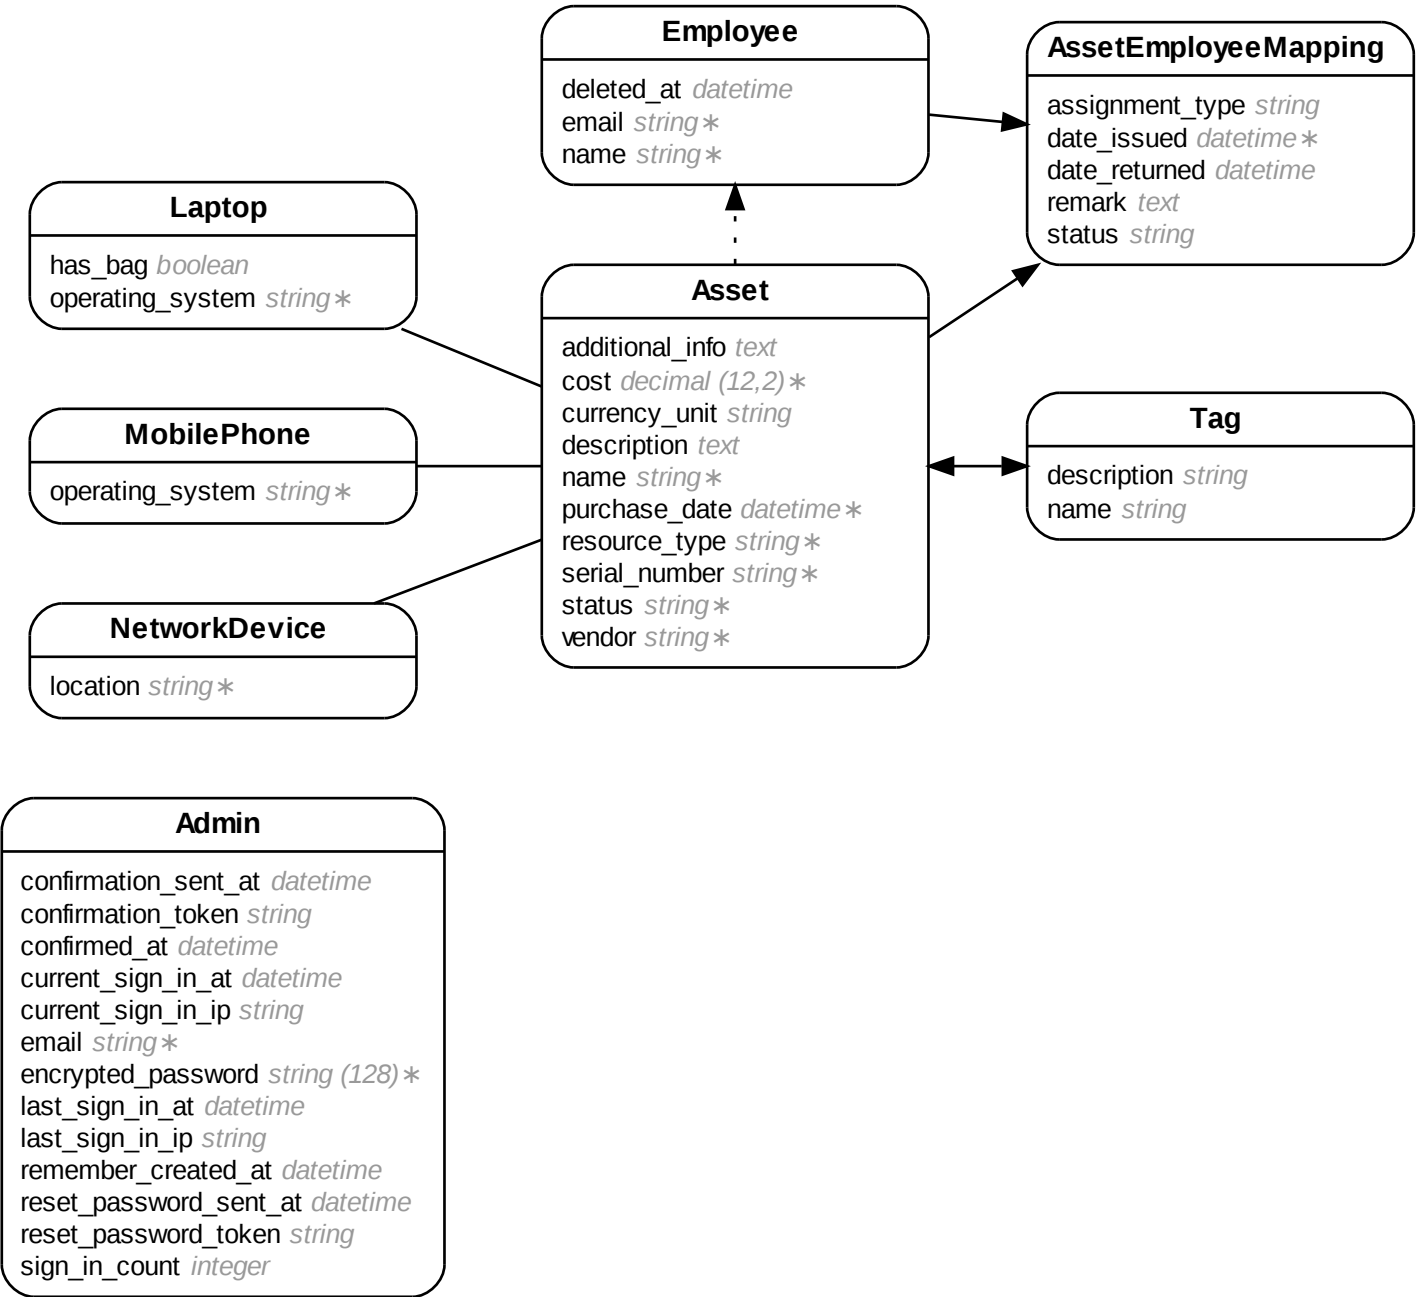 Employee
deleted_at datetime
email string∗
name string∗
AssetEmployeeMapping
assignment_type string
date_issued datetime∗
date_returned datetime
remark text
status string
Laptop
has_bag boolean
operating_system string∗
Asset
additional_info text
cost decimal (12,2)∗
currency_unit string
description text
name string∗
purchase_date datetime∗
resource_type string∗
serial_number string∗
status string∗
vendor string∗
MobilePhone
operating_system string∗
Tag
description string
name string
NetworkDevice
location string∗
Admin
confirmation_sent_at datetime
confirmation_token string
confirmed_at datetime
current_sign_in_at datetime
current_sign_in_ip string
email string∗
encrypted_password string (128)∗
last_sign_in_at datetime
last_sign_in_ip string
remember_created_at datetime
reset_password_sent_at datetime
reset_password_token string
sign_in_count integer